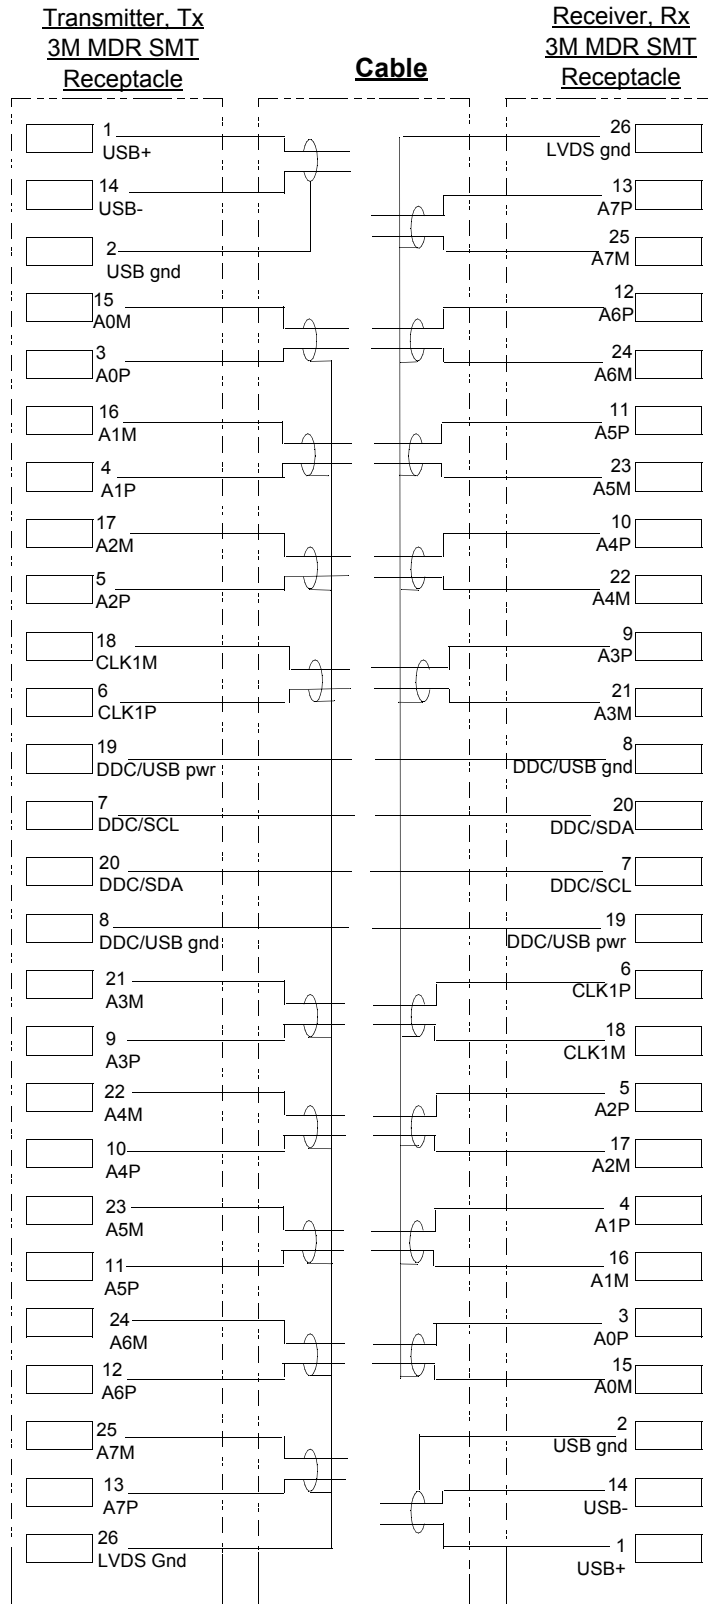 Transmitter, Tx
3M MDR SMT
Receptacle
Cable
Receiver, Rx
3M MDR SMT
Receptacle
1
USB+
14
USB-
2
USB gnd
15
A0M
3
A0P
16
A1M
4
A1P
17
A2M
5
A2P
18
CLK1M
6
CLK1P
19
DDC/USB pwr
7
DDC/SCL
20
DDC/SDA
8
DDC/USB gnd
21
A3M
9
A3P
22
A4M
10
A4P
23
A5M
11
A5P
24
A6M
12
A6P
25
A7M
13
A7P
26
LVDS Gnd
26
LVDS gnd
13
A7P
25
A7M
12
A6P
24
A6M
11
A5P
23
A5M
10
A4P
22
A4M
9
A3P
21
A3M
8
DDC/USB gnd
20
DDC/SDA
7
DDC/SCL
19
DDC/USB pwr
6
CLK1P
18
CLK1M
5
A2P
17
A2M
4
A1P
16
A1M
3
A0P
15
A0M
2
USB gnd
14
USB-
1
USB+